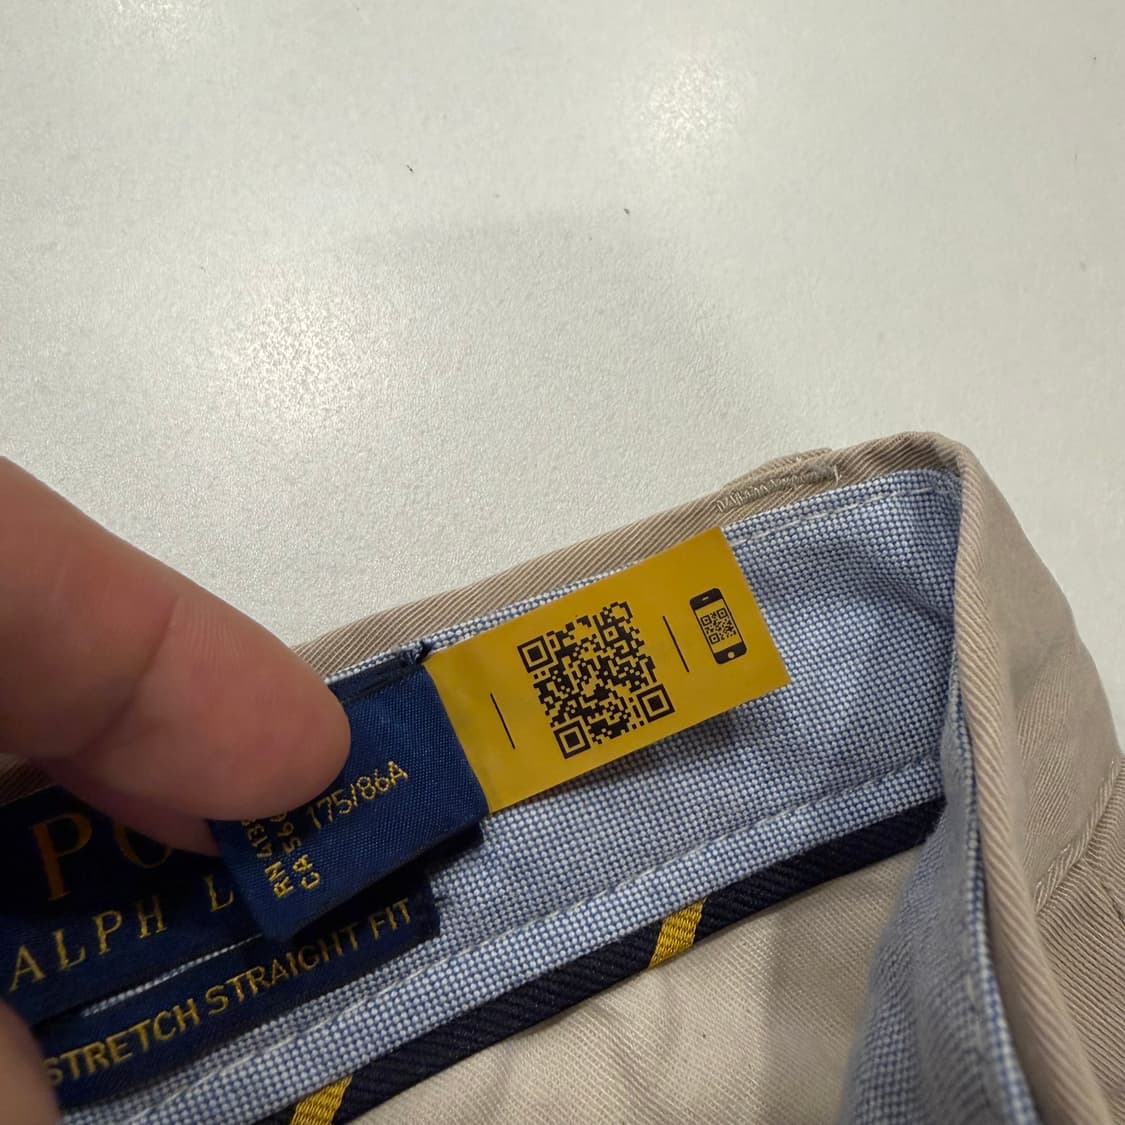 175/86A
RN 413
CA 56
PO
ALPH L
STRETCH STRAIGHT FIT